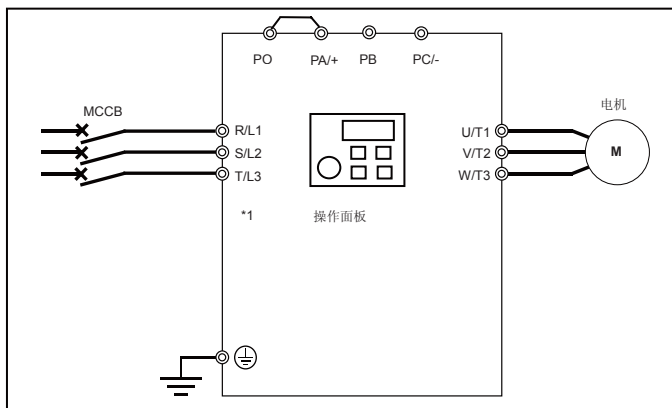 PO PA/+ PB PC/-
MCCB
电机
R/L1
U/T1
S/L2
V/T2
M
T/L3
W/T3
*1
操作面板